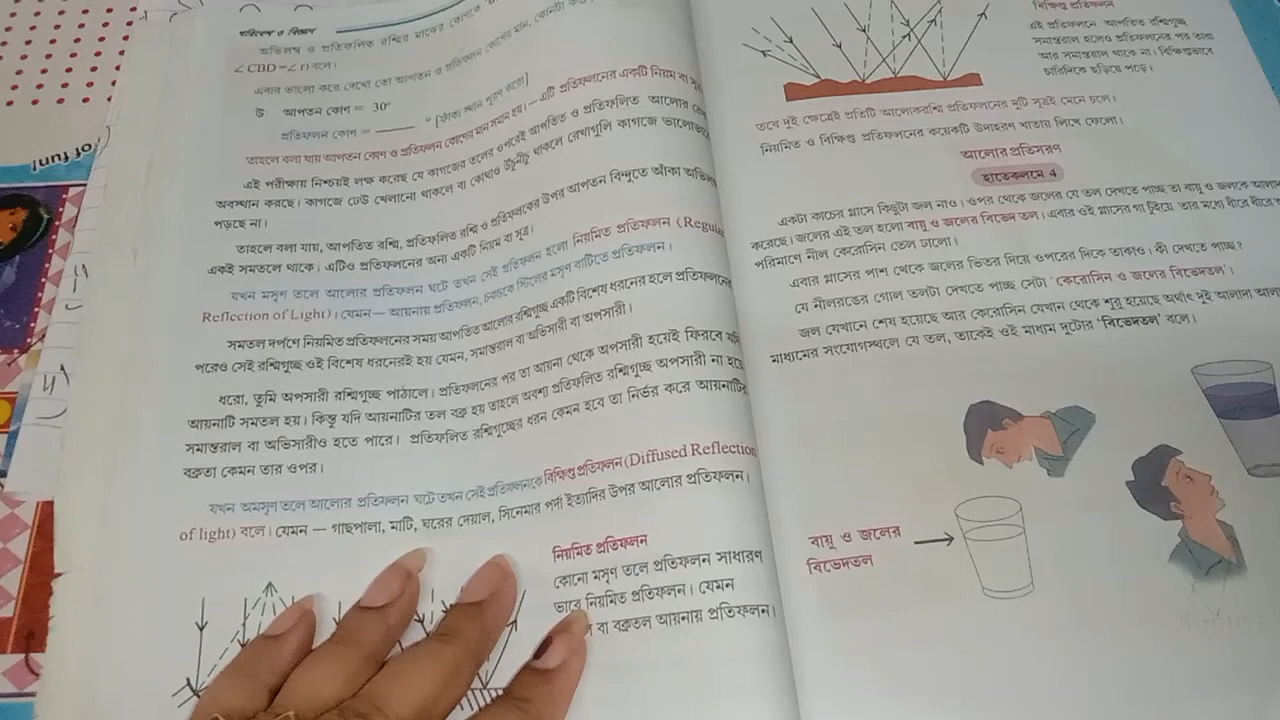 of fun!
পরিবেশ ও বিজ্ঞান
অভিলম্ব ও প্রতিফলিত রশ্মির মাঝের কোণকে
∠CBD=∠r) বলে।
এবার ভালো করে দেখো তো আপতন ও প্রতিফলন কোণের মান, কোনটা
উ: আপতন কোণ = 30°
প্রতিফলন কোণ = ——— ° [ফাঁকা স্থান পূরণ করো]
তাহলে বলা যায় আপতন কোণ ও প্রতিফলন কোণের মান সমান হয়। —এটি প্রতিফলনের একটি নিয়ম বা
এই পরীক্ষায় নিশ্চয়ই লক্ষ করেছ যে কাগজের তলের ওপরেই আপতিত ও প্রতিফলিত আলোর
অবস্থান করছে। কাগজে ঢেউ খেলানো থাকলে বা কোথাও উঁচুনীচু থাকলে রেখাগুলি কাগজে ভালোভাবে
পড়ছে না।
তাহলে বলা যায়, আপতিত রশ্মি, প্রতিফলিত রশ্মি ও প্রতিফলকের উপর আপতন বিন্দুতে আঁকা অভিলম্ব
একই সমতলে থাকে। এটিও প্রতিফলনের অন্য একটি নিয়ম বা সূত্র।
যখন মসৃণ তলে আলোর প্রতিফলন ঘটে তখন সেই প্রতিফলন হলো নিয়মিত প্রতিফলন (Regular
Reflection of Light)। যেমন— আয়নায় প্রতিফলন, চকচকে স্টিলের মসৃণ বাটিতে প্রতিফলন।
সমতল দর্পণে নিয়মিত প্রতিফলনের সময় আপতিত আলোর রশ্মিগুচ্ছ একটি বিশেষ ধরনের হলে প্রতিফলনের
পরেও সেই রশ্মিগুচ্ছ ওই বিশেষ ধরনেরই হয় যেমন, সমান্তরাল বা অভিসারী বা অপসারী।
ধরো, তুমি অপসারী রশ্মিগুচ্ছ পাঠালে। প্রতিফলনের পর তা আয়না থেকে অপসারী হয়েই ফিরবে যদি
আয়নাটি সমতল হয়। কিন্তু যদি আয়নাটির তল বক্র হয় তাহলে অবশ্য প্রতিফলিত রশ্মিগুচ্ছ অপসারী না হয়ে
সমান্তরাল বা অভিসারীও হতে পারে। প্রতিফলিত রশ্মিগুচ্ছের ধরন কেমন হবে তা নির্ভর করে আয়নাটির
বক্রতা কেমন তার ওপর।
যখন অমসৃণ তলে আলোর প্রতিফলন ঘটে তখন সেই প্রতিফলনকে বিক্ষিপ্ত প্রতিফলন (Diffused Reflection
of light) বলে। যেমন — গাছপালা, মাটি, ঘরের দেয়াল, সিনেমার পর্দা ইত্যাদির উপর আলোর প্রতিফলন।
নিয়মিত প্রতিফলন
কোনো মসৃণ তলে প্রতিফলন সাধারণ
ভাবে নিয়মিত প্রতিফলন। যেমন
বা বক্রতল আয়নায় প্রতিফলন।
বিক্ষিপ্ত প্রতিফলন
এই প্রতিফলনে আপতিত রশ্মিগুচ্ছ
সমান্তরাল হলেও প্রতিফলনের পর তারা
আর সমান্তরাল থাকে না। বিক্ষিপ্তভাবে
চারিদিকে ছড়িয়ে পড়ে।
তবে দুই ক্ষেত্রেই প্রতিটি আলোকরশ্মি প্রতিফলনের দুটি সূত্রই মেনে চলে।
নিয়মিত ও বিক্ষিপ্ত প্রতিফলনের কয়েকটি উদাহরণ খাতায় লিখে ফেলো।
আলোর প্রতিসরণ
হাতেকলমে 4
একটা কাচের গ্লাসে কিছুটা জল নাও। ওপর থেকে জলের যে তল দেখতে পাচ্ছ তা বায়ু ও জলকে আলাদা
করেছে। জলের এই তল হলো বায়ু ও জলের বিভেদ তল। এবার ওই গ্লাসের গা চুঁইয়ে তার মধ্যে ধীরে ধীরে
পরিমাণে নীল কেরোসিন তেল ঢালো।
এবার গ্লাসের পাশ থেকে জলের ভিতর দিয়ে ওপরের দিকে তাকাও। কী দেখতে পাচ্ছ?
যে নীলরঙের গোল তলটা দেখতে পাচ্ছ সেটা 'কেরোসিন ও জলের বিভেদতল'।
জল যেখানে শেষ হয়েছে আর কেরোসিন যেখান থেকে শুরু হয়েছে অর্থাৎ দুই আলাদা
মাধ্যমের সংযোগস্থলে যে তল, তাকেই ওই মাধ্যম দুটোর 'বিভেদতল' বলে।
বায়ু ও জলের
বিভেদতল